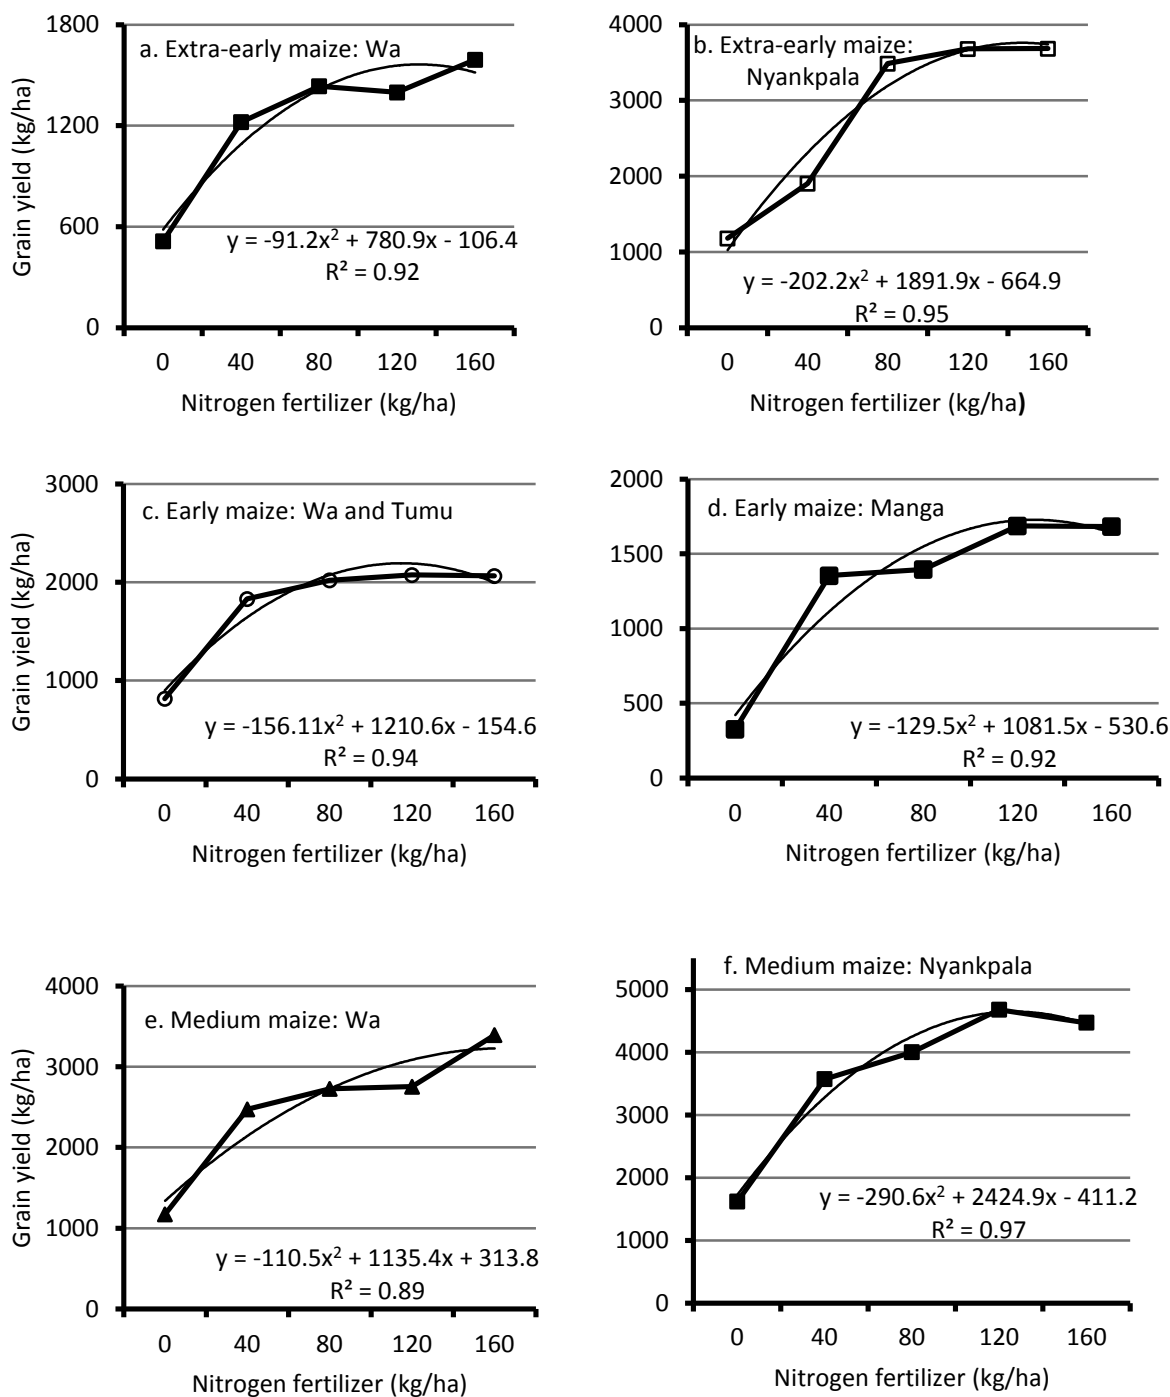 a. Extra-early maize: Wa
Grain yield (kg/ha)
1800
1200
600
0
y = -91.2x² + 780.9x - 106.4
R² = 0.92
0 40 80 120 160
Nitrogen fertilizer (kg/ha)
b. Extra-early maize:
Nyankpala
4000
3000
2000
1000
0
y = -202.2x² + 1891.9x - 664.9
R² = 0.95
0 40 80 120 160
Nitrogen fertilizer (kg/ha)
c. Early maize: Wa and Tumu
Grain yield (kg/ha)
3000
2000
1000
0
y = -156.11x² + 1210.6x - 154.6
R² = 0.94
0 40 80 120 160
Nitrogen fertilizer (kg/ha)
d. Early maize: Manga
2000
1500
1000
500
0
y = -129.5x² + 1081.5x - 530.6
R² = 0.92
0 40 80 120 160
Nitrogen fertilizer (kg/ha)
e. Medium maize: Wa
Grain yield (kg/ha)
4000
3000
2000
1000
0
y = -110.5x² + 1135.4x + 313.8
R² = 0.89
0 40 80 120 160
Nitrogen fertilizer (kg/ha)
f. Medium maize: Nyankpala
5000
4000
3000
2000
1000
0
y = -290.6x² + 2424.9x - 411.2
R² = 0.97
0 40 80 120 160
Nitrogen fertilizer (kg/ha)